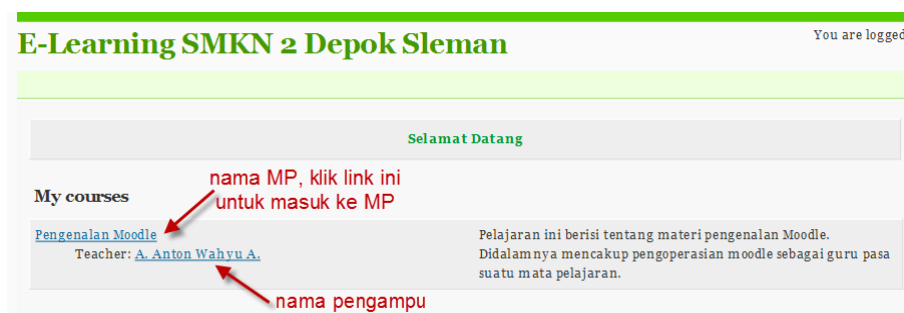 E-Learning SMKN 2 Depok Sleman
You are logged
Selamat Datang
nama MP, klik link ini
untuk masuk ke MP
My courses
Pengenalan Moodle
Teacher: A. Anton Wahyu A.
Pelajaran ini berisi tentang materi pengenalan Moodle.
Didalamnya mencakup pengoperasian moodle sebagai guru pasa
suatu mata pelajaran.
nama pengampu